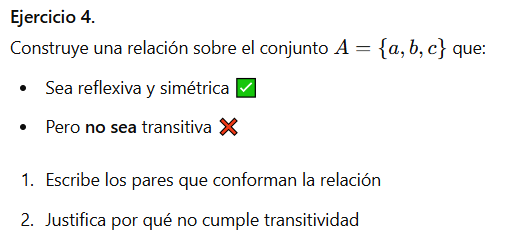 Ejercicio 4.
Construye una relación sobre el conjunto A = {a, b, c} que:
• Sea reflexiva y simétrica ✅
• Pero no sea transitiva ❌
1. Escribe los pares que conforman la relación
2. Justifica por qué no cumple transitividad